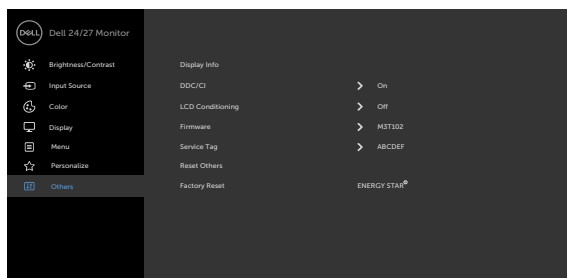 DELL Dell 24/27 Monitor
Brightness/Contrast
Input Source
Color
Display
Menu
Personalize
Others
Display Info
DDC/CI > On
LCD Conditioning > Off
Firmware > M3T102
Service Tag > ABCDEF
Reset Others
Factory Reset ENERGY STAR®